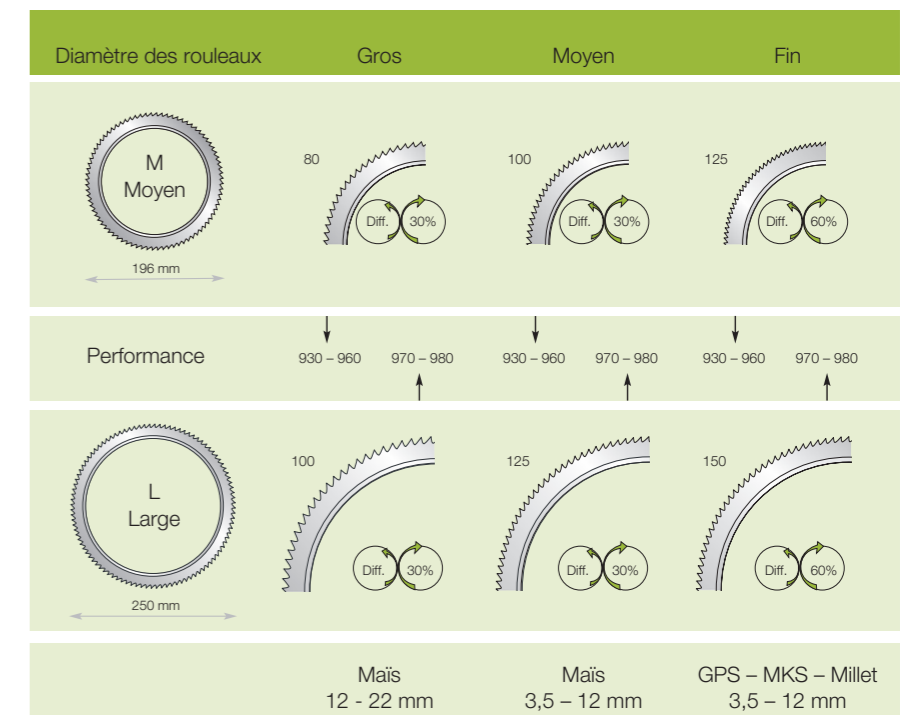 Diamètre des rouleaux Gros Moyen Fin
M
Moyen
196 mm
80
Diff. 30%
100
Diff. 30%
125
Diff. 60%
Performance 930 – 960 970 – 980 930 – 960 970 – 980 930 – 960 970 – 980
L
Large
250 mm
100
Diff. 30%
125
Diff. 30%
150
Diff. 60%
Maïs Maïs GPS – MKS – Millet
12 - 22 mm 3,5 – 12 mm 3,5 – 12 mm